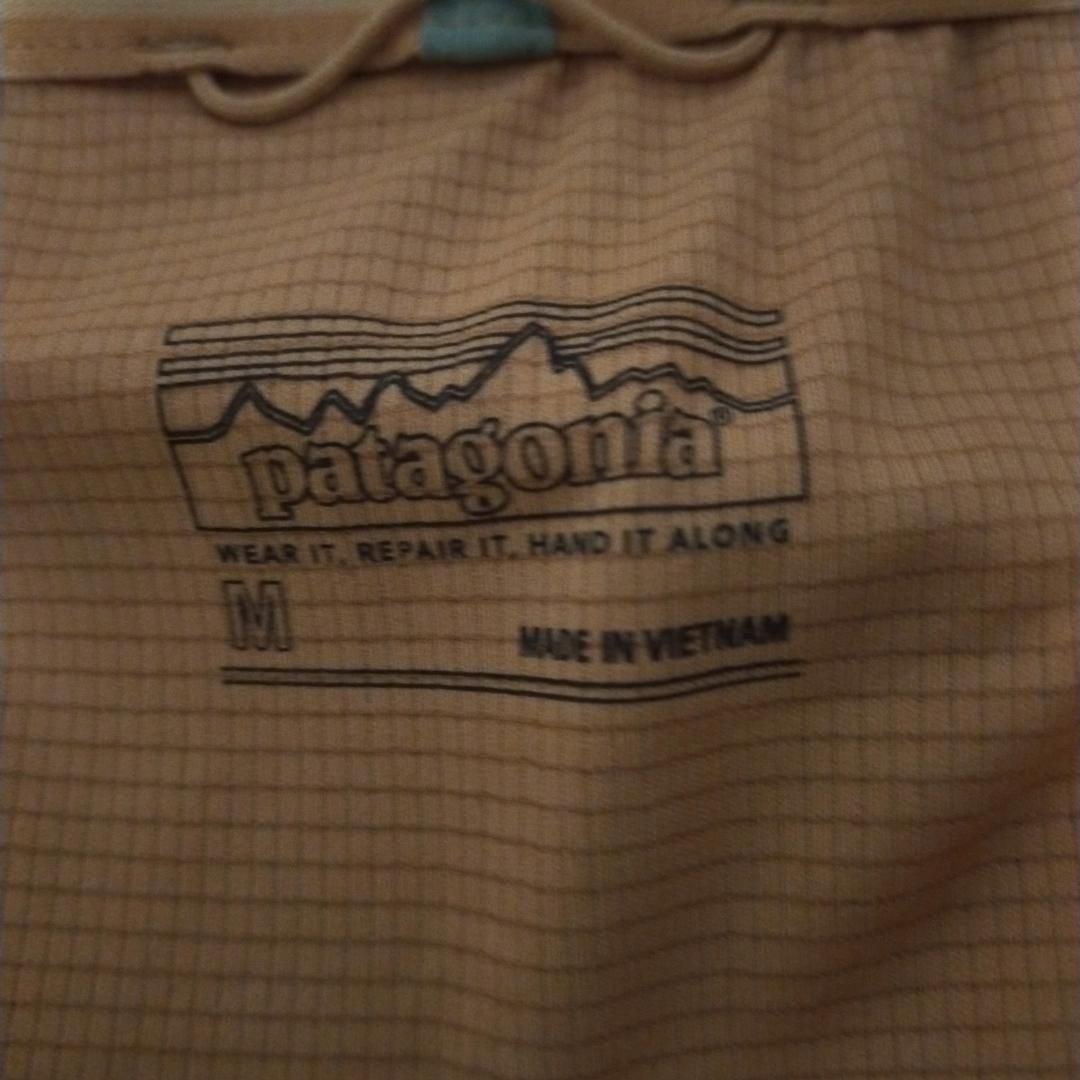 patagonia®
WEAR IT, REPAIR IT, HAND IT ALONG
M
MADE IN VIETNAM